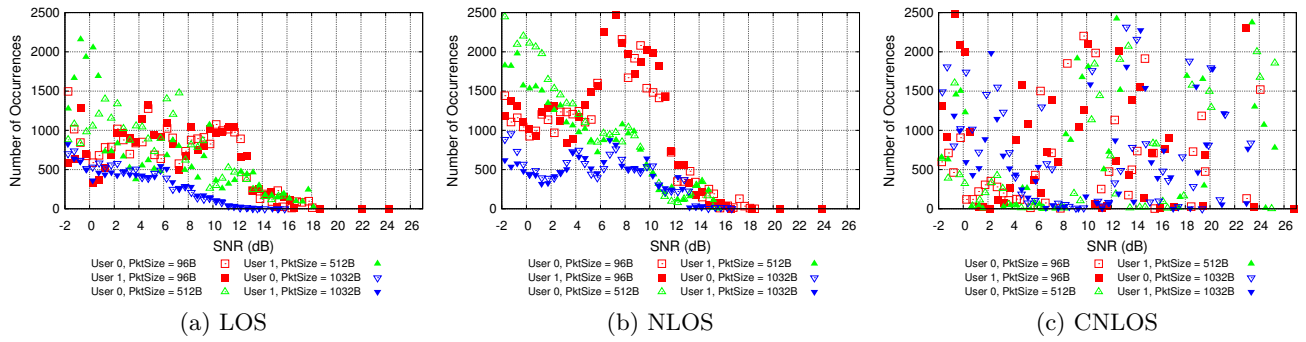 Number of Occurrences
2500
2000
1500
1000
500
0
-2 0 2 4 6 8 10 12 14 16 18 20 22 24 26
SNR (dB)
User 0, PktSize = 96B
User 1, PktSize = 96B
User 0, PktSize = 512B
User 1, PktSize = 512B
User 0, PktSize = 1032B
User 1, PktSize = 1032B
(a) LOS
Number of Occurrences
2500
2000
1500
1000
500
0
-2 0 2 4 6 8 10 12 14 16 18 20 22 24 26
SNR (dB)
User 0, PktSize = 96B
User 1, PktSize = 96B
User 0, PktSize = 512B
User 1, PktSize = 512B
User 0, PktSize = 1032B
User 1, PktSize = 1032B
(b) NLOS
Number of Occurrences
2500
2000
1500
1000
500
0
-2 0 2 4 6 8 10 12 14 16 18 20 22 24 26
SNR (dB)
User 0, PktSize = 96B
User 1, PktSize = 96B
User 0, PktSize = 512B
User 1, PktSize = 512B
User 0, PktSize = 1032B
User 1, PktSize = 1032B
(c) CNLOS